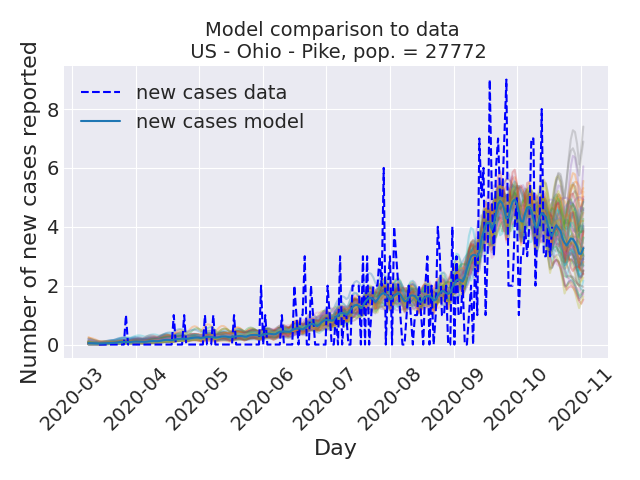 Model comparison to data
US - Ohio - Pike, pop. = 27772
Number of new cases reported
new cases data
new cases model
8
6
4
2
0
2020-03
2020-04
2020-05
2020-06
2020-07
2020-08
2020-09
2020-10
2020-11
Day